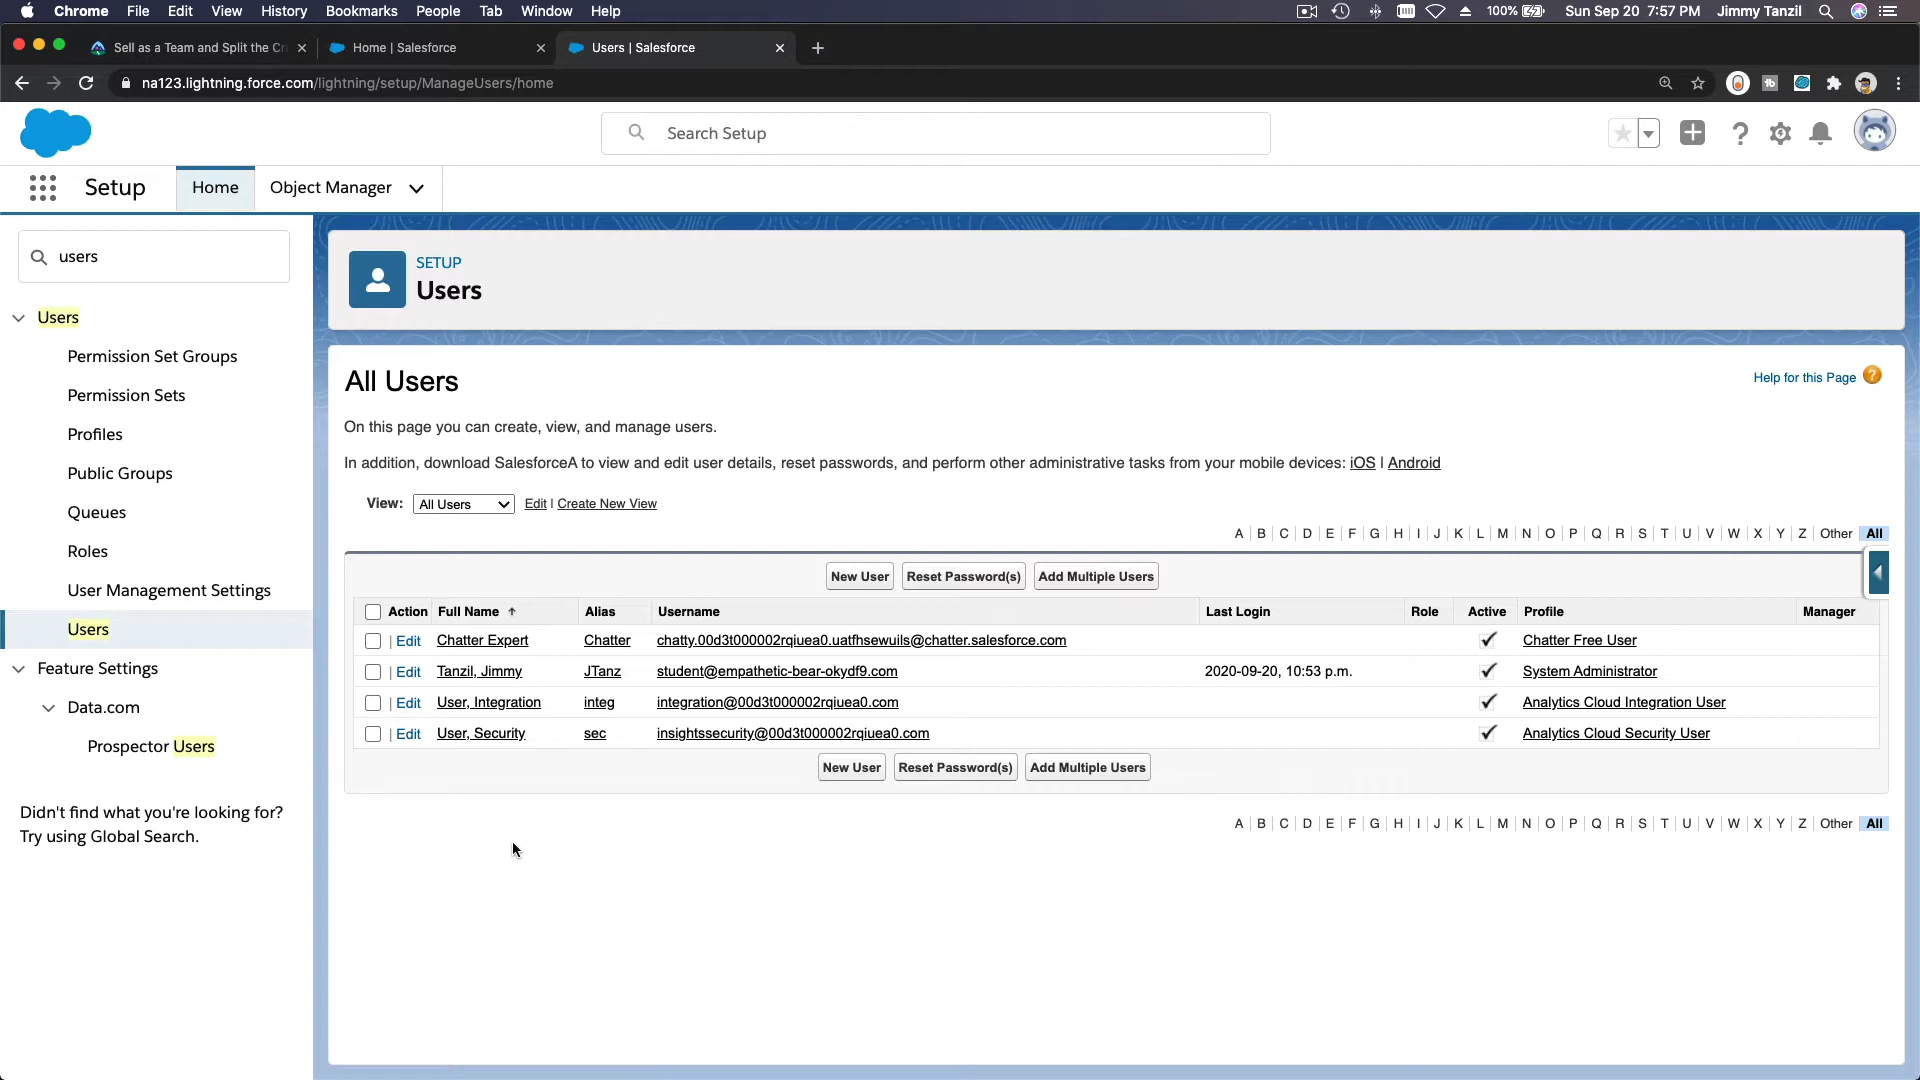 Chrome File Edit View History Bookmarks People Tab Window Help 100% Sun Sep 20 7:57 PM Jimmy Tanzil
Sell as a Team and Split the Cr Home | Salesforce Users | Salesforce
na123.lightning.force.com/lightning/setup/ManageUsers/home
Search Setup
Setup Home Object Manager
users
Users
Permission Set Groups
Permission Sets
Profiles
Public Groups
Queues
Roles
User Management Settings
Users
Feature Settings
Data.com
Prospector Users
Didn't find what you're looking for?
Try using Global Search.
SETUP
Users
All Users
Help for this Page ?
On this page you can create, view, and manage users.
In addition, download SalesforceA to view and edit user details, reset passwords, and perform other administrative tasks from your mobile devices: iOS | Android
View: All Users Edit | Create New View
A B C D E F G H I J K L M N O P Q R S T U V W X Y Z Other All
New User Reset Password(s) Add Multiple Users
Action Full Name ↑ Alias Username Last Login Role Active Profile Manager
| Edit Chatter Expert Chatter chatty.00d3t000002rqiuea0.uatfhsewuils@chatter.salesforce.com Chatter Free User
| Edit Tanzil, Jimmy JTanz student@empathetic-bear-okydf9.com 2020-09-20, 10:53 p.m. System Administrator
| Edit User, Integration integ integration@00d3t000002rqiuea0.com Analytics Cloud Integration User
| Edit User, Security sec insightssecurity@00d3t000002rqiuea0.com Analytics Cloud Security User
New User Reset Password(s) Add Multiple Users
A B C D E F G H I J K L M N O P Q R S T U V W X Y Z Other All